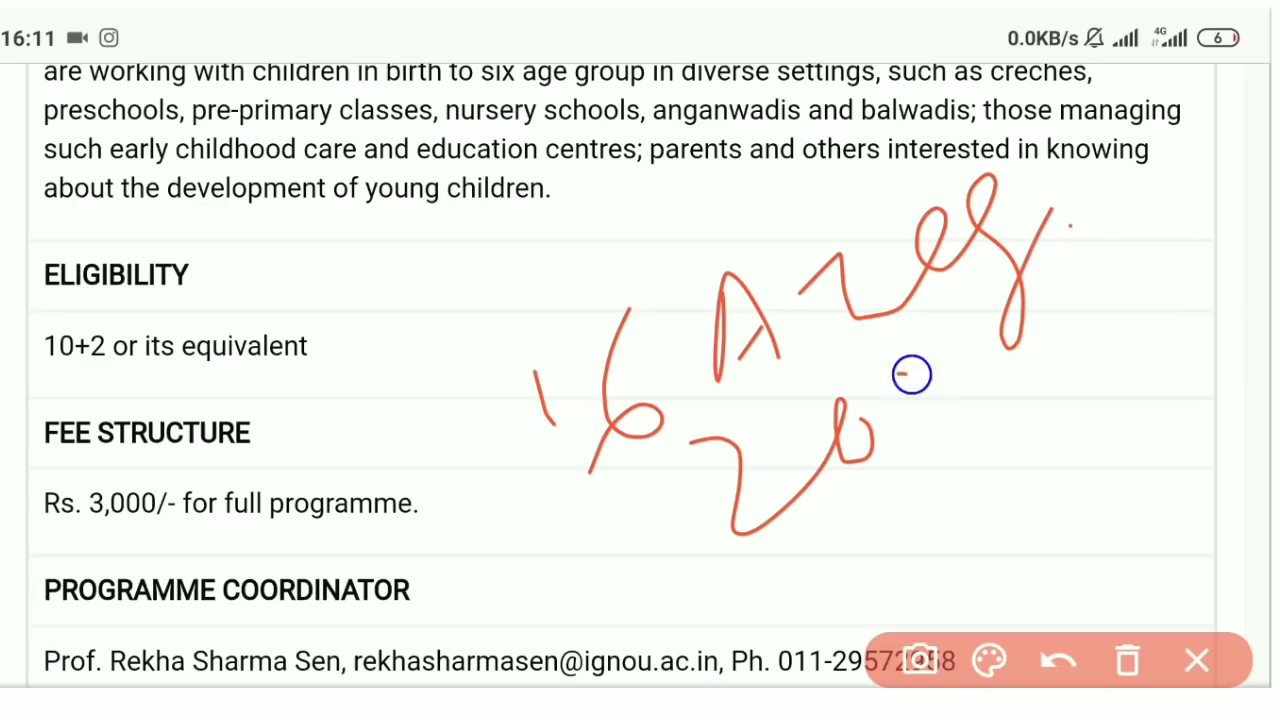 16:11
0.0KB/s 4G 6
are working with children in birth to six age group in diverse settings, such as creches,
preschools, pre-primary classes, nursery schools, anganwadis and balwadis; those managing
such early childhood care and education centres; parents and others interested in knowing
about the development of young children.
ELIGIBILITY
10+2 or its equivalent
16
20
FEE STRUCTURE
Rs. 3,000/- for full programme.
PROGRAMME COORDINATOR
Prof. Rekha Sharma Sen, rekhasharmasen@ignou.ac.in, Ph.